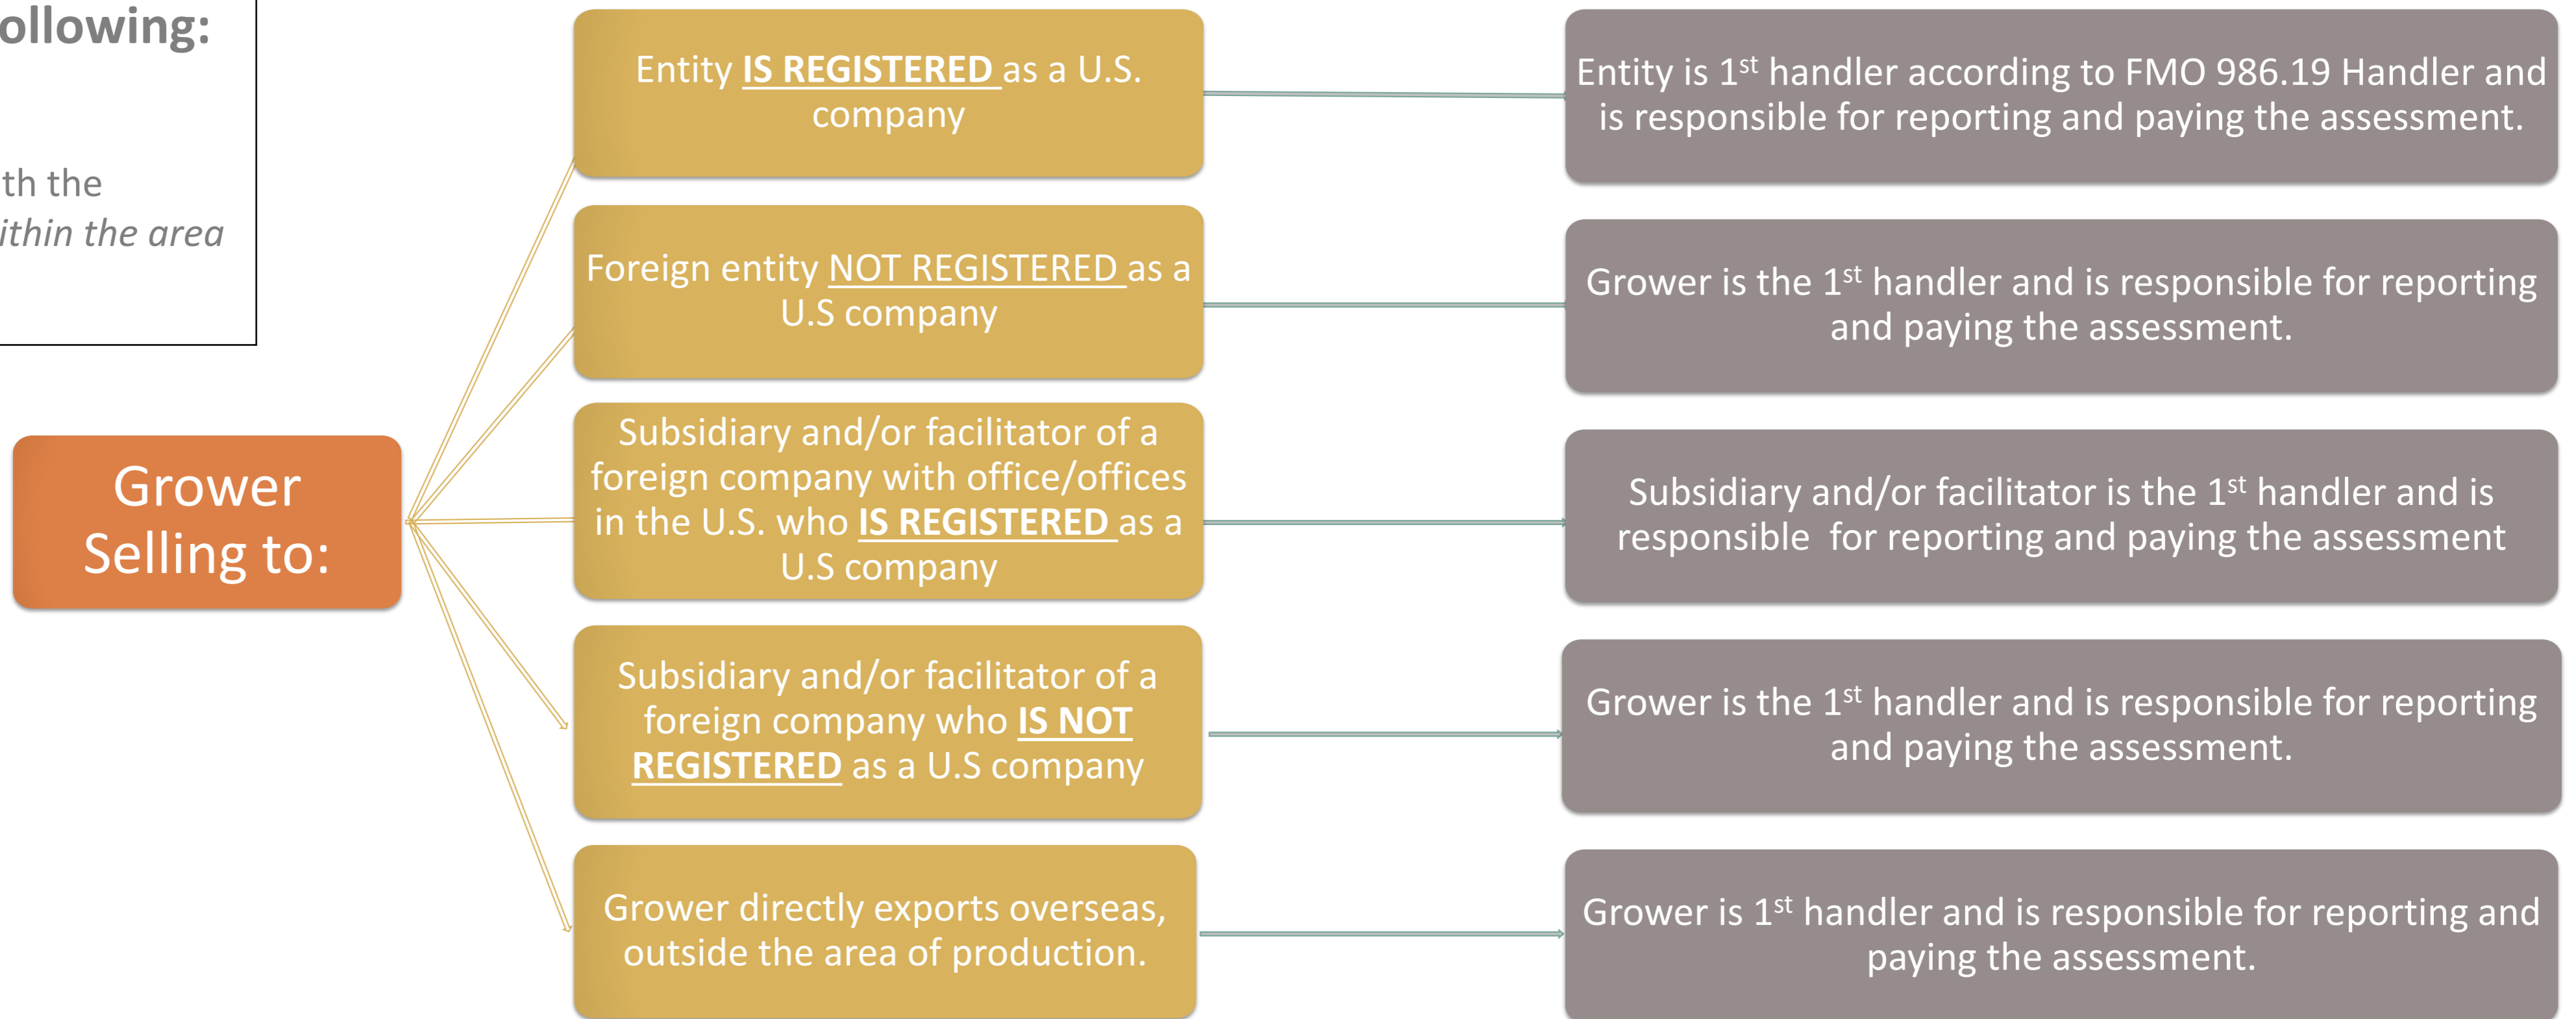 ollowing:
th the
ithin the area
Grower
Selling to:
Entity IS REGISTERED as a U.S.
company
Entity is 1st handler according to FMO 986.19 Handler and
is responsible for reporting and paying the assessment.
Foreign entity NOT REGISTERED as a
U.S company
Grower is the 1st handler and is responsible for reporting
and paying the assessment.
Subsidiary and/or facilitator of a
foreign company with office/offices
in the U.S. who IS REGISTERED as a
U.S company
Subsidiary and/or facilitator is the 1st handler and is
responsible for reporting and paying the assessment
Subsidiary and/or facilitator of a
foreign company who IS NOT
REGISTERED as a U.S company
Grower is the 1st handler and is responsible for reporting
and paying the assessment.
Grower directly exports overseas,
outside the area of production.
Grower is 1st handler and is responsible for reporting and
paying the assessment.